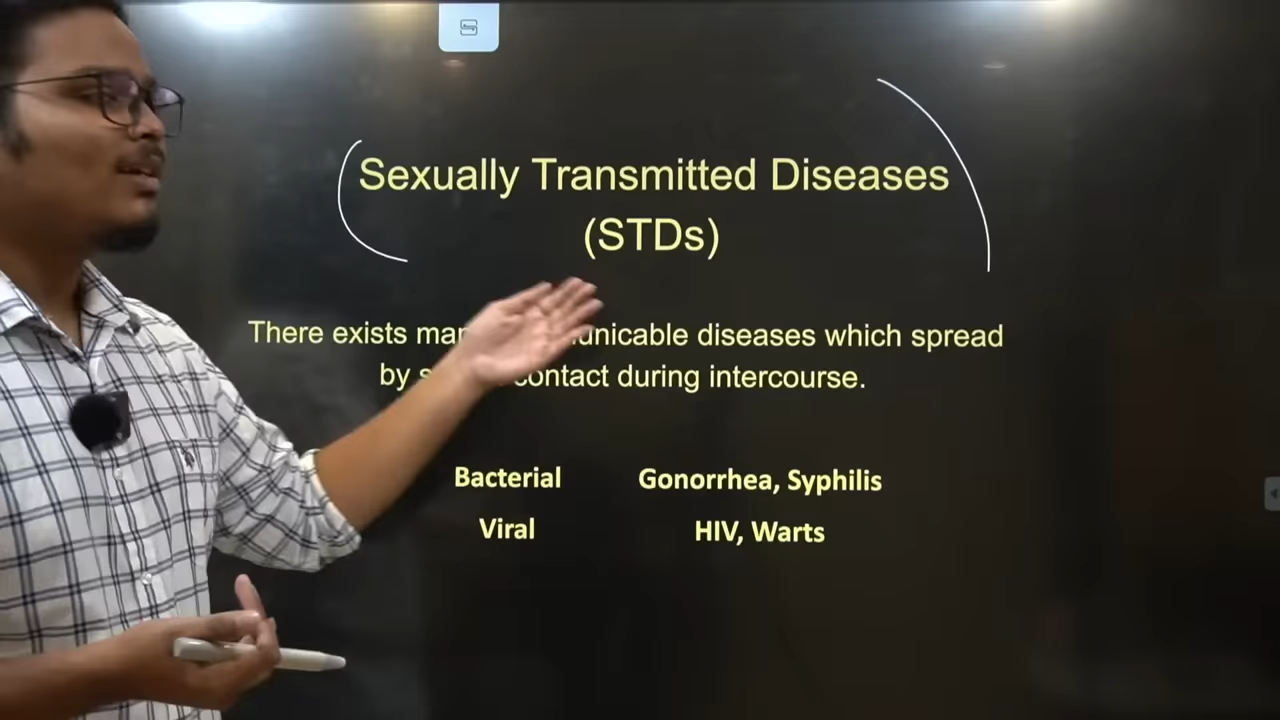 Sexually Transmitted Diseases
(STDs)
There exists diseases which spread
by contact during intercourse.
Bacterial Gonorrhea, Syphilis
Viral HIV, Warts